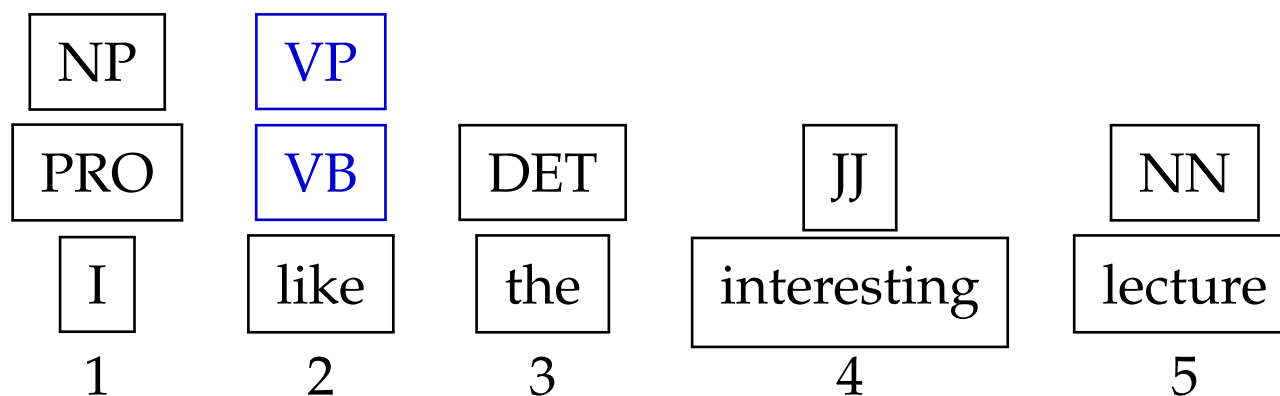 NP VP
PRO VB DET JJ NN
I like the interesting lecture
1 2 3 4 5